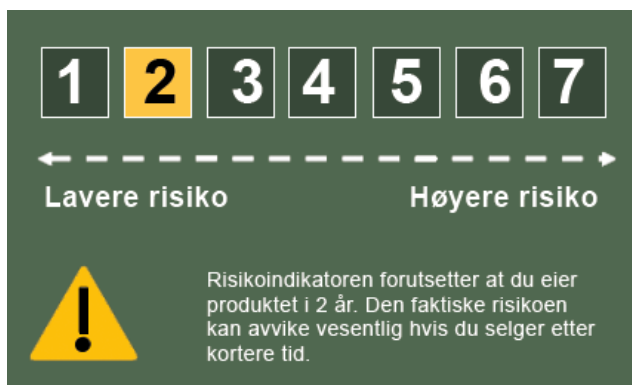 1 2 3 4 5 6 7
Lavere risiko Høyere risiko
Risikoindikatoren forutsetter at du eier
produktet i 2 år. Den faktiske risikoen
kan avvike vesentlig hvis du selger etter
kortere tid.